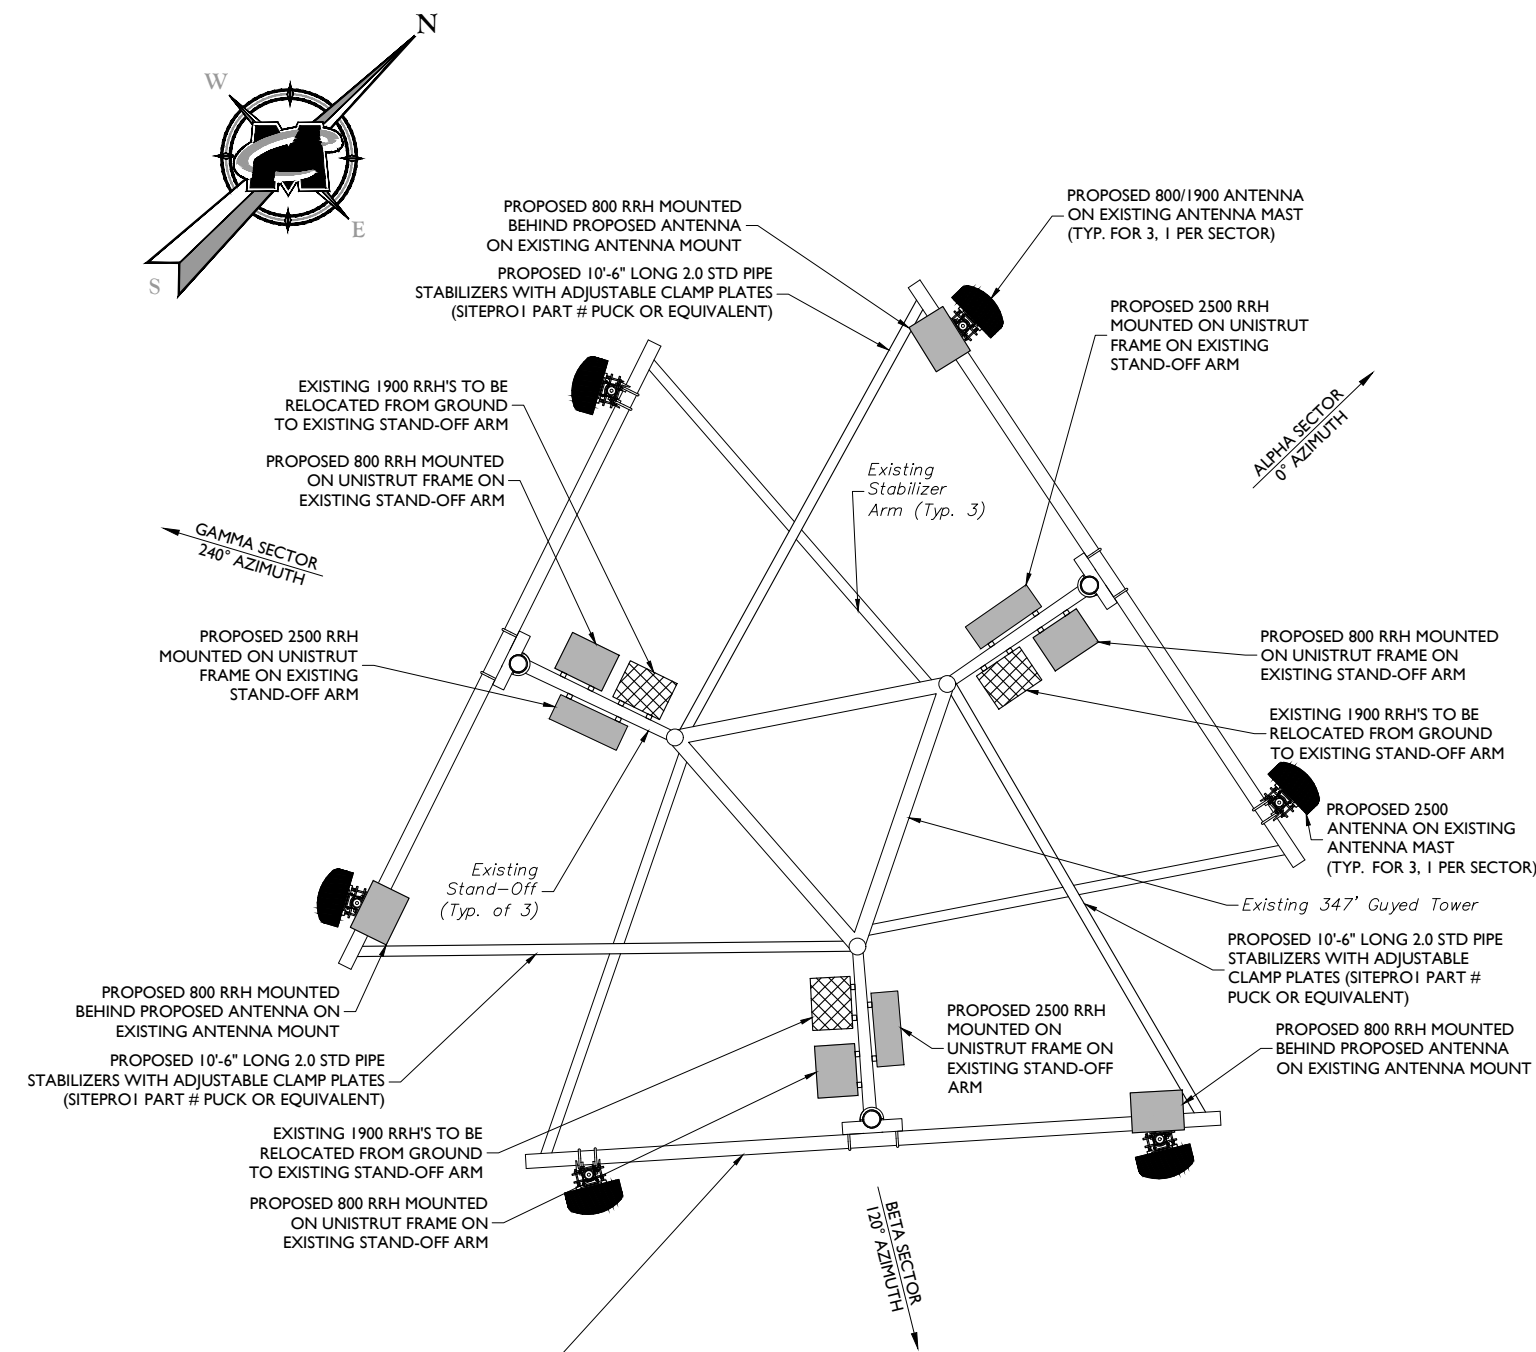 N
W
E
S
PROPOSED 800 RRH MOUNTED
BEHIND PROPOSED ANTENNA
ON EXISTING ANTENNA MOUNT
PROPOSED 10'-6" LONG 2.0 STD PIPE
STABILIZERS WITH ADJUSTABLE CLAMP PLATES
(SITEPRO1 PART # PUCK OR EQUIVALENT)
PROPOSED 800/1900 ANTENNA
ON EXISTING ANTENNA MAST
(TYP. FOR 3, 1 PER SECTOR)
PROPOSED 2500 RRH
MOUNTED ON UNISTRUT
FRAME ON EXISTING
STAND-OFF ARM
EXISTING 1900 RRH'S TO BE
RELOCATED FROM GROUND
TO EXISTING STAND-OFF ARM
PROPOSED 800 RRH MOUNTED
ON UNISTRUT FRAME ON
EXISTING STAND-OFF ARM
Existing
Stabilizer
Arm (Typ. 3)
ALPHA SECTOR
0° AZIMUTH
GAMMA SECTOR
240° AZIMUTH
PROPOSED 2500 RRH
MOUNTED ON UNISTRUT
FRAME ON EXISTING
STAND-OFF ARM
PROPOSED 800 RRH MOUNTED
ON UNISTRUT FRAME ON
EXISTING STAND-OFF ARM
EXISTING 1900 RRH'S TO BE
RELOCATED FROM GROUND
TO EXISTING STAND-OFF ARM
PROPOSED 2500
ANTENNA ON EXISTING
ANTENNA MAST
(TYP. FOR 3, 1 PER SECTOR)
Existing
Stand-Off
(Typ. of 3)
Existing 347' Guyed Tower
PROPOSED 10'-6" LONG 2.0 STD PIPE
STABILIZERS WITH ADJUSTABLE
CLAMP PLATES (SITEPRO1 PART #
PUCK OR EQUIVALENT)
PROPOSED 800 RRH MOUNTED
BEHIND PROPOSED ANTENNA ON
EXISTING ANTENNA MOUNT
PROPOSED 2500 RRH
MOUNTED ON
UNISTRUT FRAME ON
EXISTING STAND-OFF
ARM
PROPOSED 800 RRH MOUNTED
BEHIND PROPOSED ANTENNA
ON EXISTING ANTENNA MOUNT
PROPOSED 10'-6" LONG 2.0 STD PIPE
STABILIZERS WITH ADJUSTABLE CLAMP PLATES
(SITEPRO1 PART # PUCK OR EQUIVALENT)
EXISTING 1900 RRH'S TO BE
RELOCATED FROM GROUND
TO EXISTING STAND-OFF ARM
PROPOSED 800 RRH MOUNTED
ON UNISTRUT FRAME ON
EXISTING STAND-OFF ARM
BETA SECTOR
120° AZIMUTH